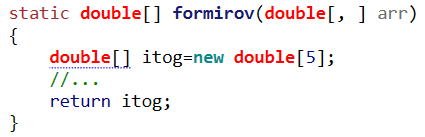 static double[] formirov(double[, ] arr)
{
double[] itog=new double[5];
//...
return itog;
}